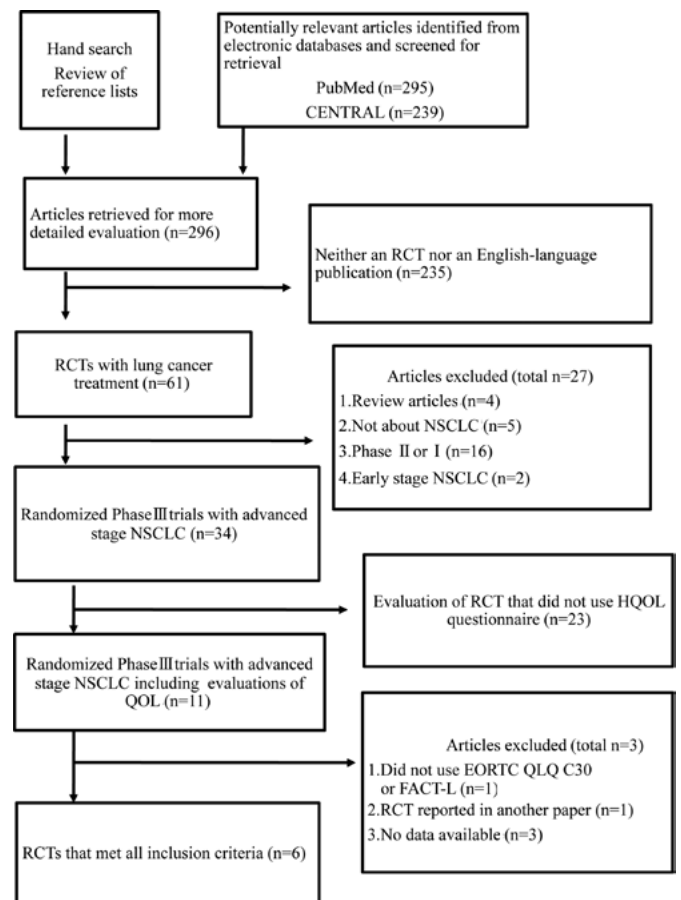 Hand search
Review of
reference lists
Potentially relevant articles identified from
electronic databases and screened for
retrieval
PubMed (n=295)
CENTRAL (n=239)
Articles retrieved for more
detailed evaluation (n=296)
Neither an RCT nor an English-language
publication (n=235)
RCTs with lung cancer
treatment (n=61)
Articles excluded (total n=27)
1.Review articles (n=4)
2.Not about NSCLC (n=5)
3.Phase Ⅱ or Ⅰ (n=16)
4.Early stage NSCLC (n=2)
Randomized PhaseⅢ trials with advanced
stage NSCLC (n=34)
Evaluation of RCT that did not use HQOL
questionnaire (n=23)
Randomized PhaseⅢ trials with advanced
stage NSCLC including evaluations of
QOL (n=11)
Articles excluded (total n=3)
1.Did not use EORTC QLQ C30
or FACT-L (n=1)
2.RCT reported in another paper (n=1)
3.No data available (n=3)
RCTs that met all inclusion criteria (n=6)